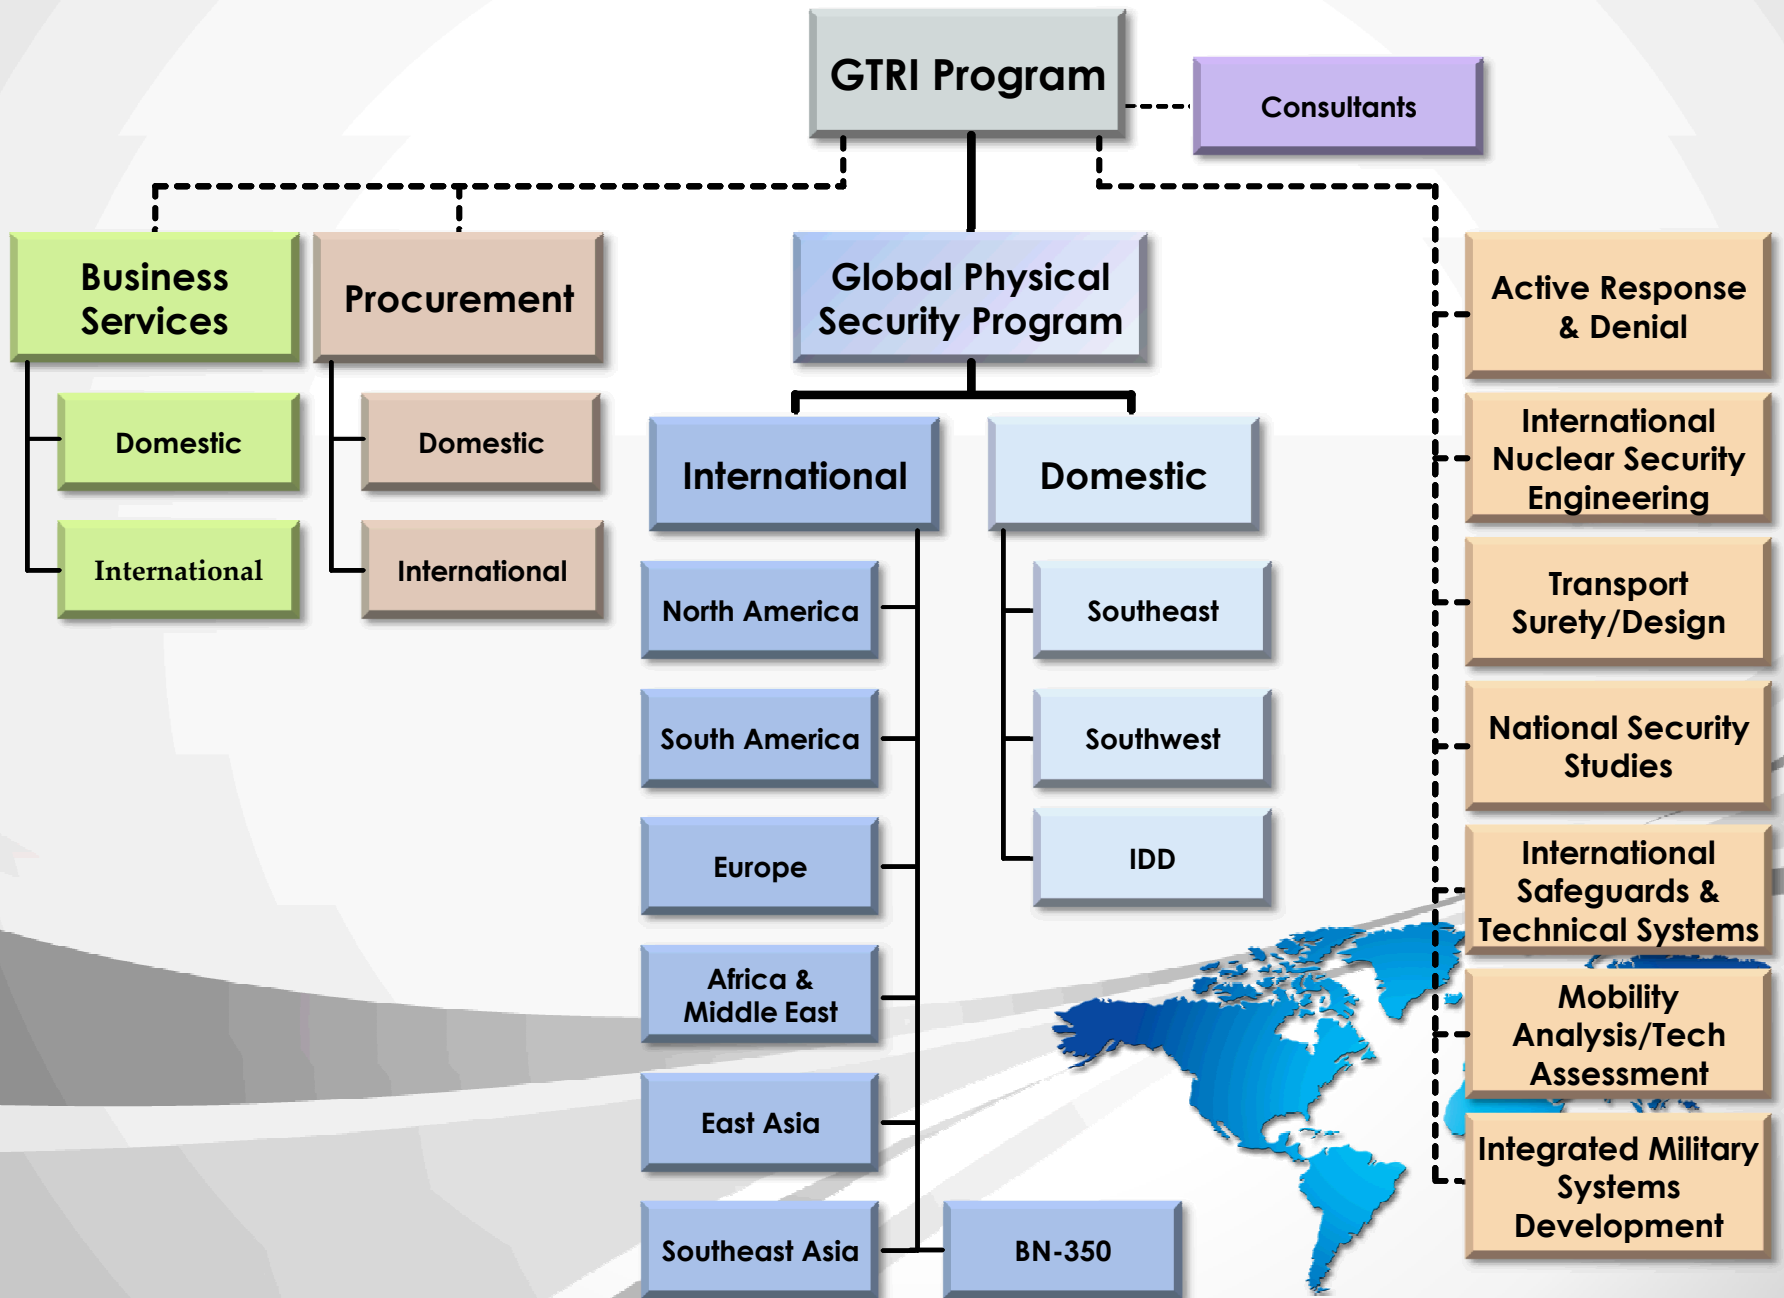 GTRI Program
Consultants
Business
Services
Procurement
Global Physical
Security Program
Domestic
International
Domestic
International
International
Domestic
North America
South America
Europe
Africa &
Middle East
East Asia
Southeast Asia
BN-350
Southeast
Southwest
IDD
Active Response
& Denial
International
Nuclear Security
Engineering
Transport
Surety/Design
National Security
Studies
International
Safeguards &
Technical Systems
Mobility
Analysis/Tech
Assessment
Integrated Military
Systems
Development